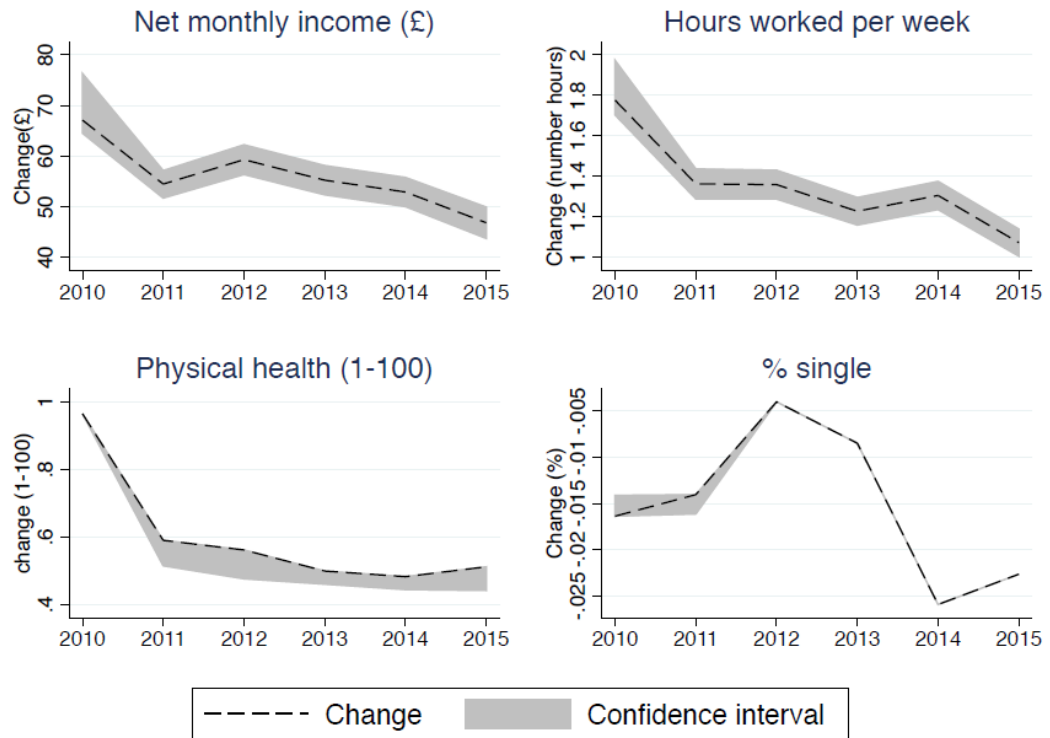 Net monthly income (£)
Change(£)
80
70
60
50
40
2010 2011 2012 2013 2014 2015
Hours worked per week
Change (number hours)
2
1.8
1.6
1.4
1.2
1
2010 2011 2012 2013 2014 2015
Physical health (1-100)
change (1-100)
1
.8
.6
.4
2010 2011 2012 2013 2014 2015
% single
Change (%)
-.005
-.01
-.015
-.02
-.025
2010 2011 2012 2013 2014 2015
Change Confidence interval